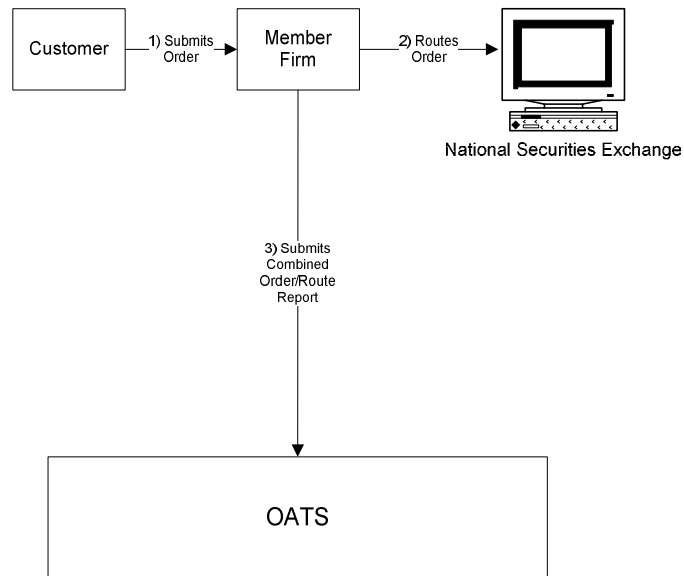 Customer
1) Submits
Order
Member
Firm
2) Routes
Order
National Securities Exchange
3) Submits
Combined
Order/Route
Report
OATS